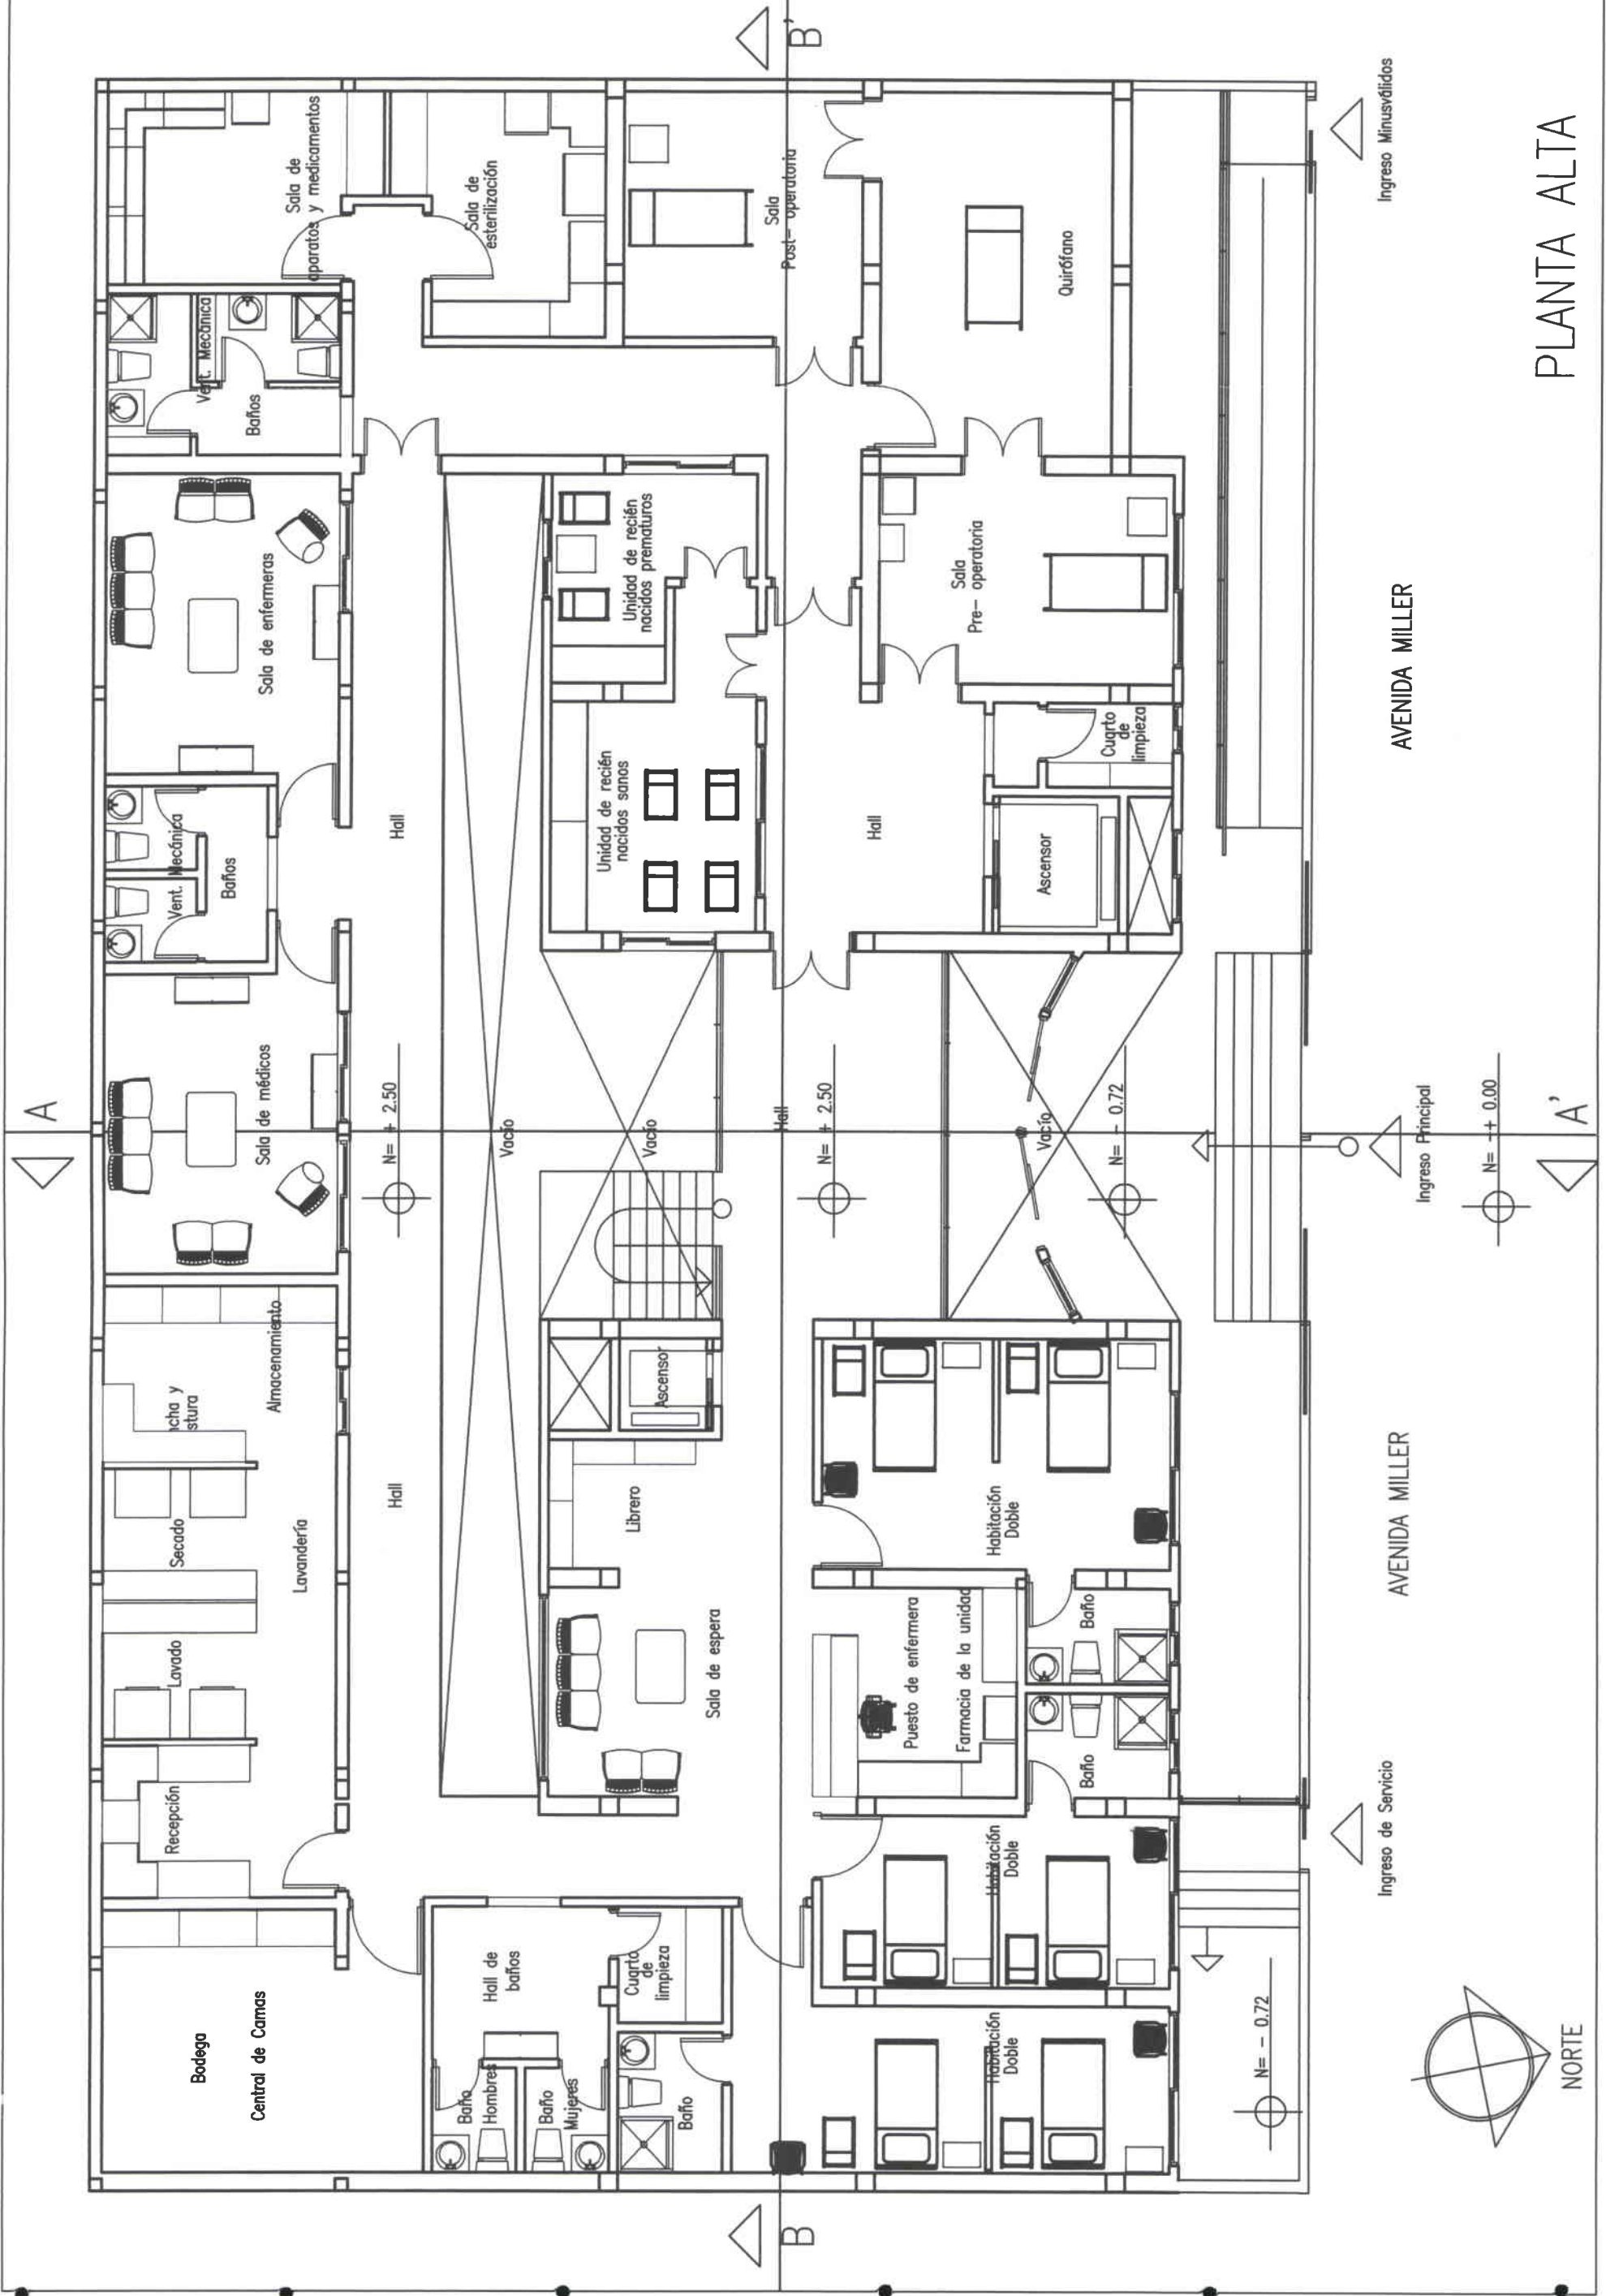 A
Bodega
Central de Camas
Recepción
Lavado
Secado
Lavandería
Almacenamiento
Sala de médicos
Vent. Mecánica
Baños
Sala de enfermeras
Vent. Mecánica
Baños
Sala de
aparatos y medicamentos
Sala de
esterilización
Hall
N= + 2.50
Hall
Vacío
Hall de
baños
Baño
Hombres
Baño
Mujeres
Cuarto
de
limpieza
Baño
Sala de espera
Librero
Ascensor
Vacío
Unidad de recién
nacidos sanos
Unidad de recién
nacidos prematuros
Sala
Post- operatoria
B
Hall
N= + 2.50
Hall
B'
Habitación
Doble
Habitación
Doble
Puesto de enfermera
Farmacia de la unidad
Baño
Baño
Habitación
Doble
Vacío
N= - 0.72
Ascensor
Cuarto
de
limpieza
Sala
Pre- operatoria
Quirófano
N= - 0.72
Ingreso de Servicio
AVENIDA MILLER
Ingreso Principal
N= -+ 0.00
AVENIDA MILLER
Ingreso Minusválidos
A'
NORTE
PLANTA ALTA